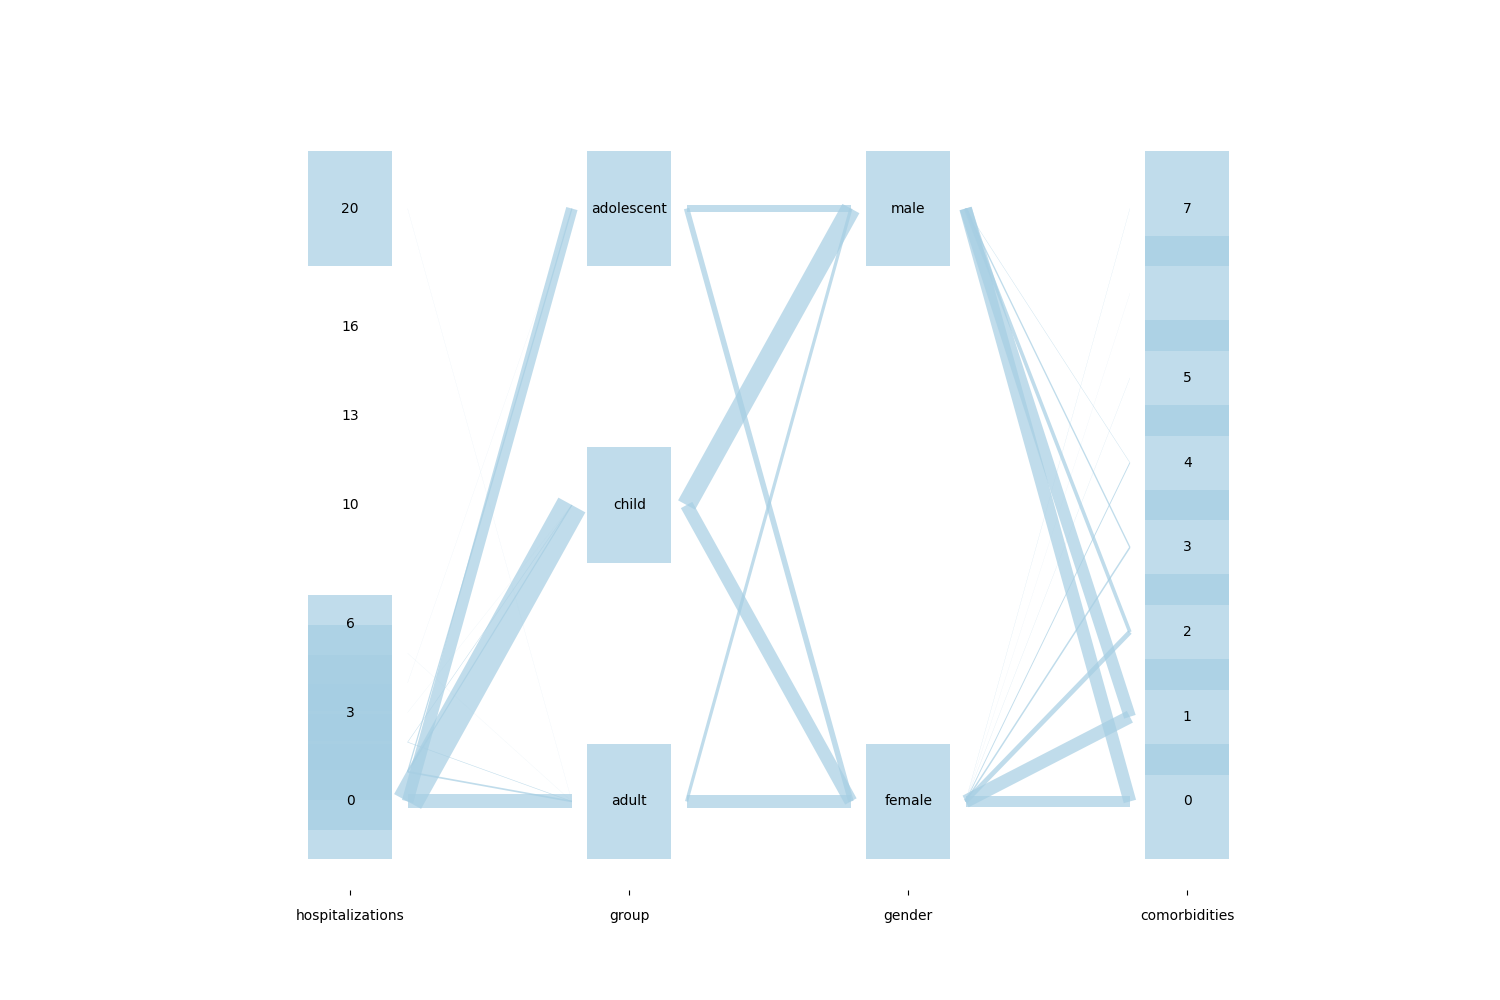 20
16
13
10
6
3
0
adolescent
child
adult
male
female
7
5
4
3
2
1
0
hospitalizations
group
gender
comorbidities